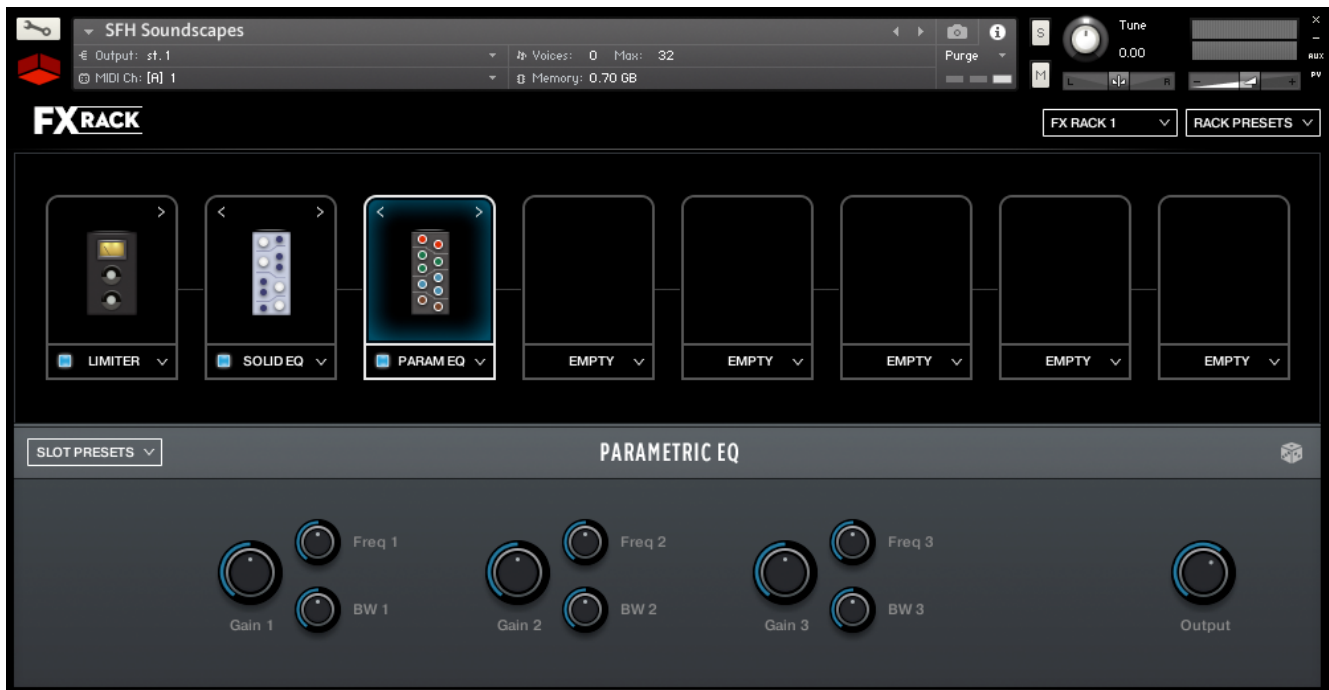 SFH Soundscapes
Output: st.1
Voices: 0 Max: 32
Purge
MIDI Ch: [A] 1
Memory: 0.70 GB
S
M
Tune
0.00
L R
- +
×
-
AUX
PV
FX RACK
FX RACK 1
RACK PRESETS
LIMITER
SOLID EQ
PARAM EQ
EMPTY
EMPTY
EMPTY
EMPTY
EMPTY
SLOT PRESETS
PARAMETRIC EQ
Freq 1
Freq 2
Freq 3
BW 1
BW 2
BW 3
Gain 1
Gain 2
Gain 3
Output